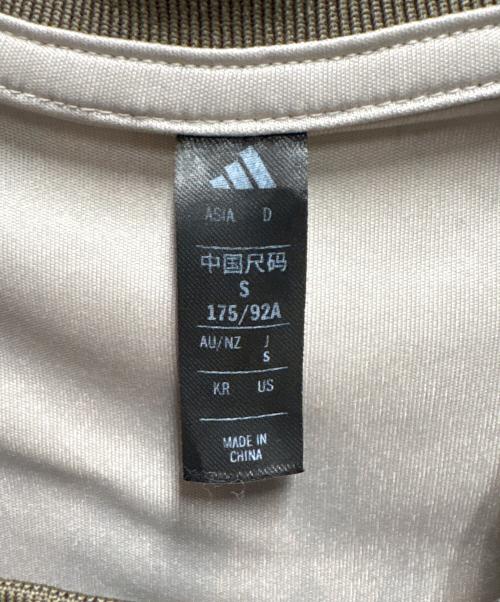 ASIA D
中国尺码
S
175/92A
AU/NZ J
S
KR US
MADE IN
CHINA